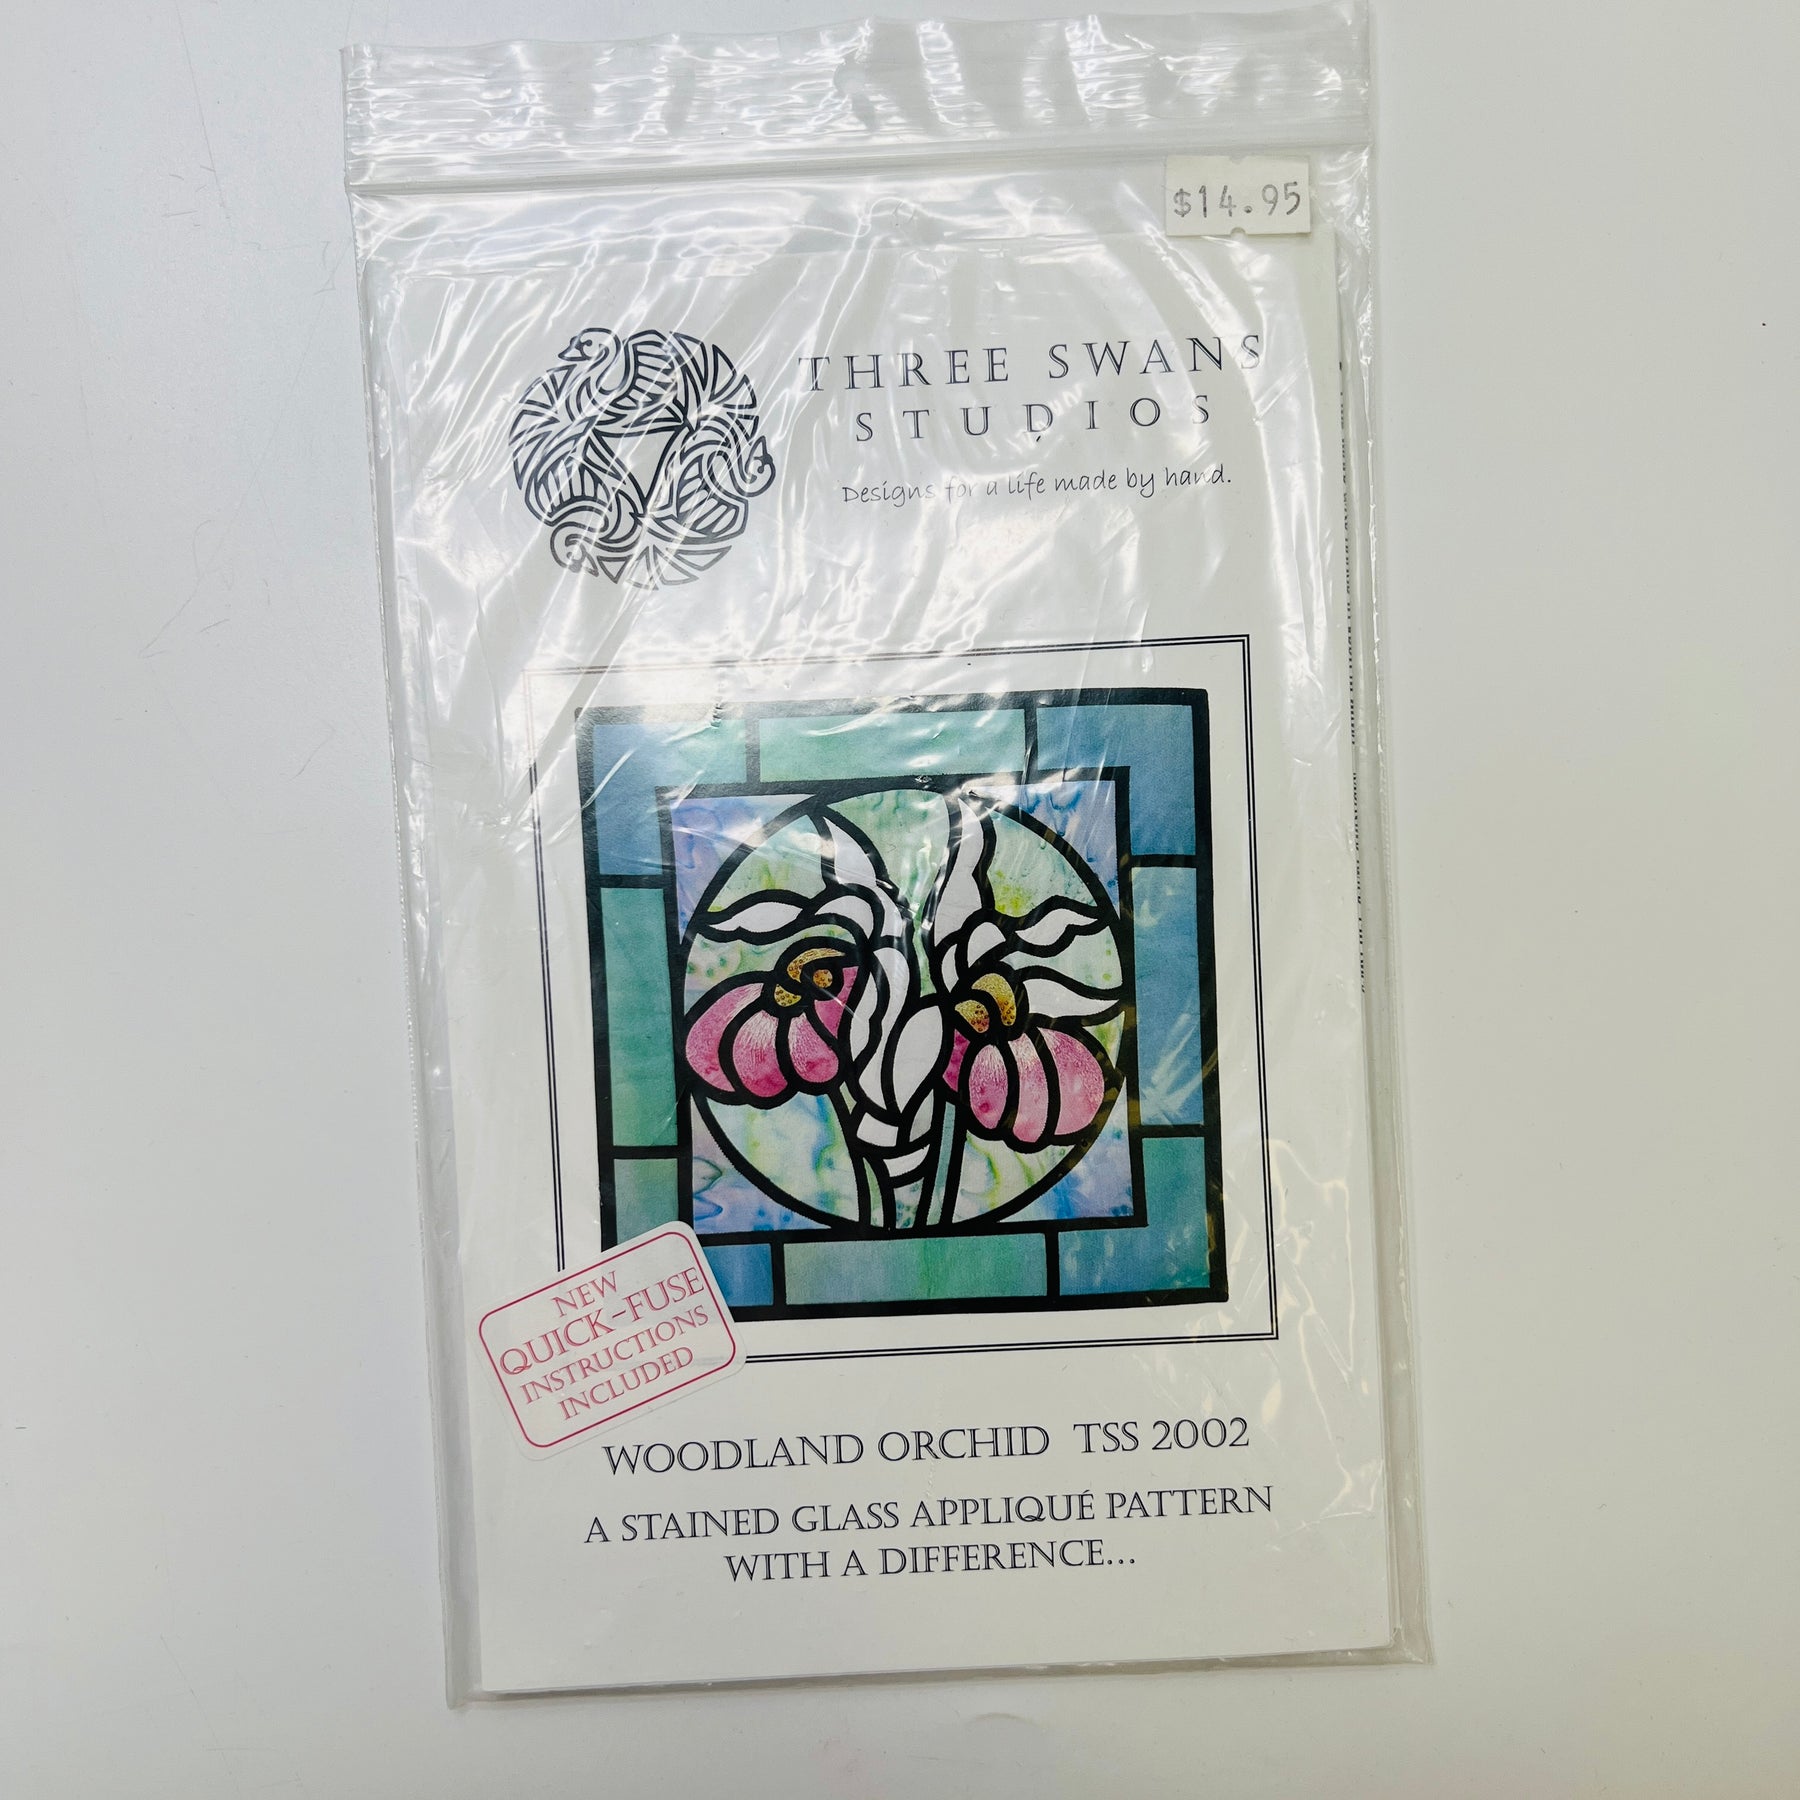 $14.95
THREE SWANS
STUDIOS
Designs for a life made by hand.
NEW
QUICK-FUSE
INSTRUCTIONS
INCLUDED
WOODLAND ORCHID TSS 2002
A STAINED GLASS APPLIQUÉ PATTERN
WITH A DIFFERENCE...